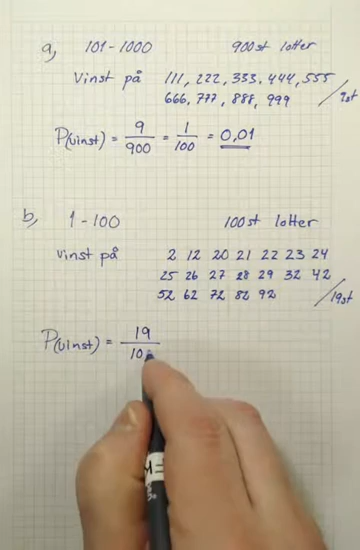 a, 101-1000 900st lotter
Vinst på 111, 222, 333, 444, 555
666, 777, 888, 999 / 9st
P(vinst) = 9/900 = 1/100 = 0,01
b, 1-100 100st lotter
vinst på 2 12 20 21 22 23 24
25 26 27 28 29 32 42
52 62 72 82 92 / 19st
P(vinst) = 19/100
M=